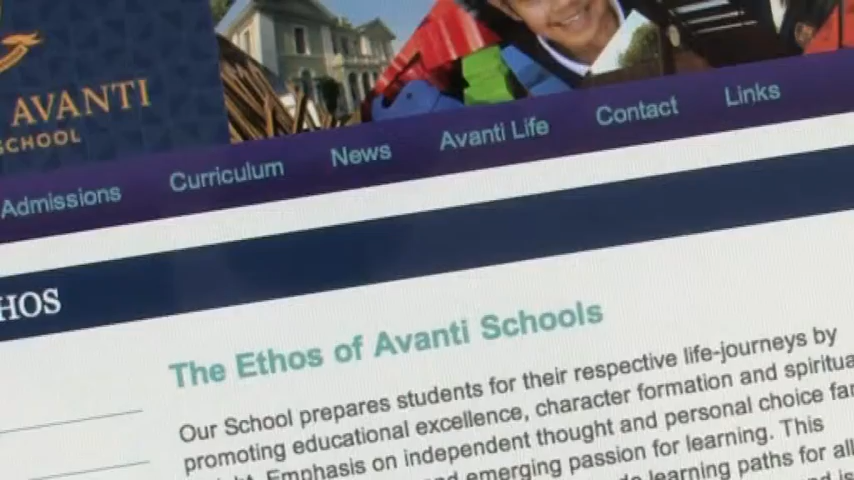 AVANTI
SCHOOL
Admissions Curriculum News Avanti Life Contact Links
HOS
The Ethos of Avanti Schools
Our School prepares students for their respective life-journeys by
promoting educational excellence, character formation and spiritua
Emphasis on independent thought and personal choice far
emerging passion for learning. This
learning paths for all